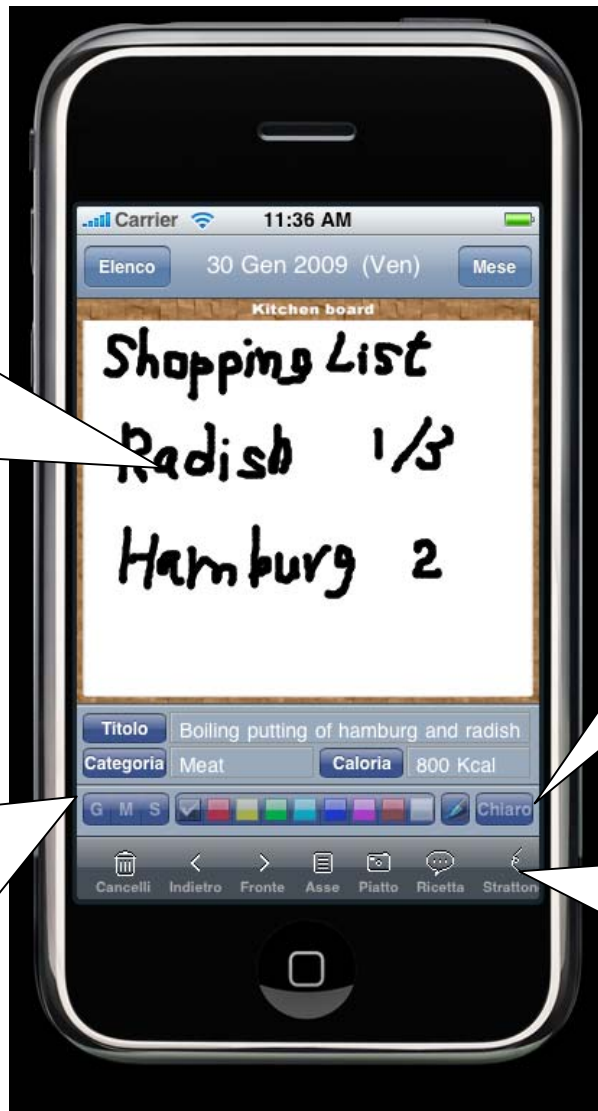 Carrier 11:36 AM
Elenco 30 Gen 2009 (Ven) Mese
Kitchen board
Shopping List
Radish 1/3
Hamburg 2
Titolo Boiling putting of hamburg and radish
Categoria Meat Caloria 800 Kcal
G M S Chiaro
Cancelli Indietro Fronte Asse Piatto Ricetta Stratton